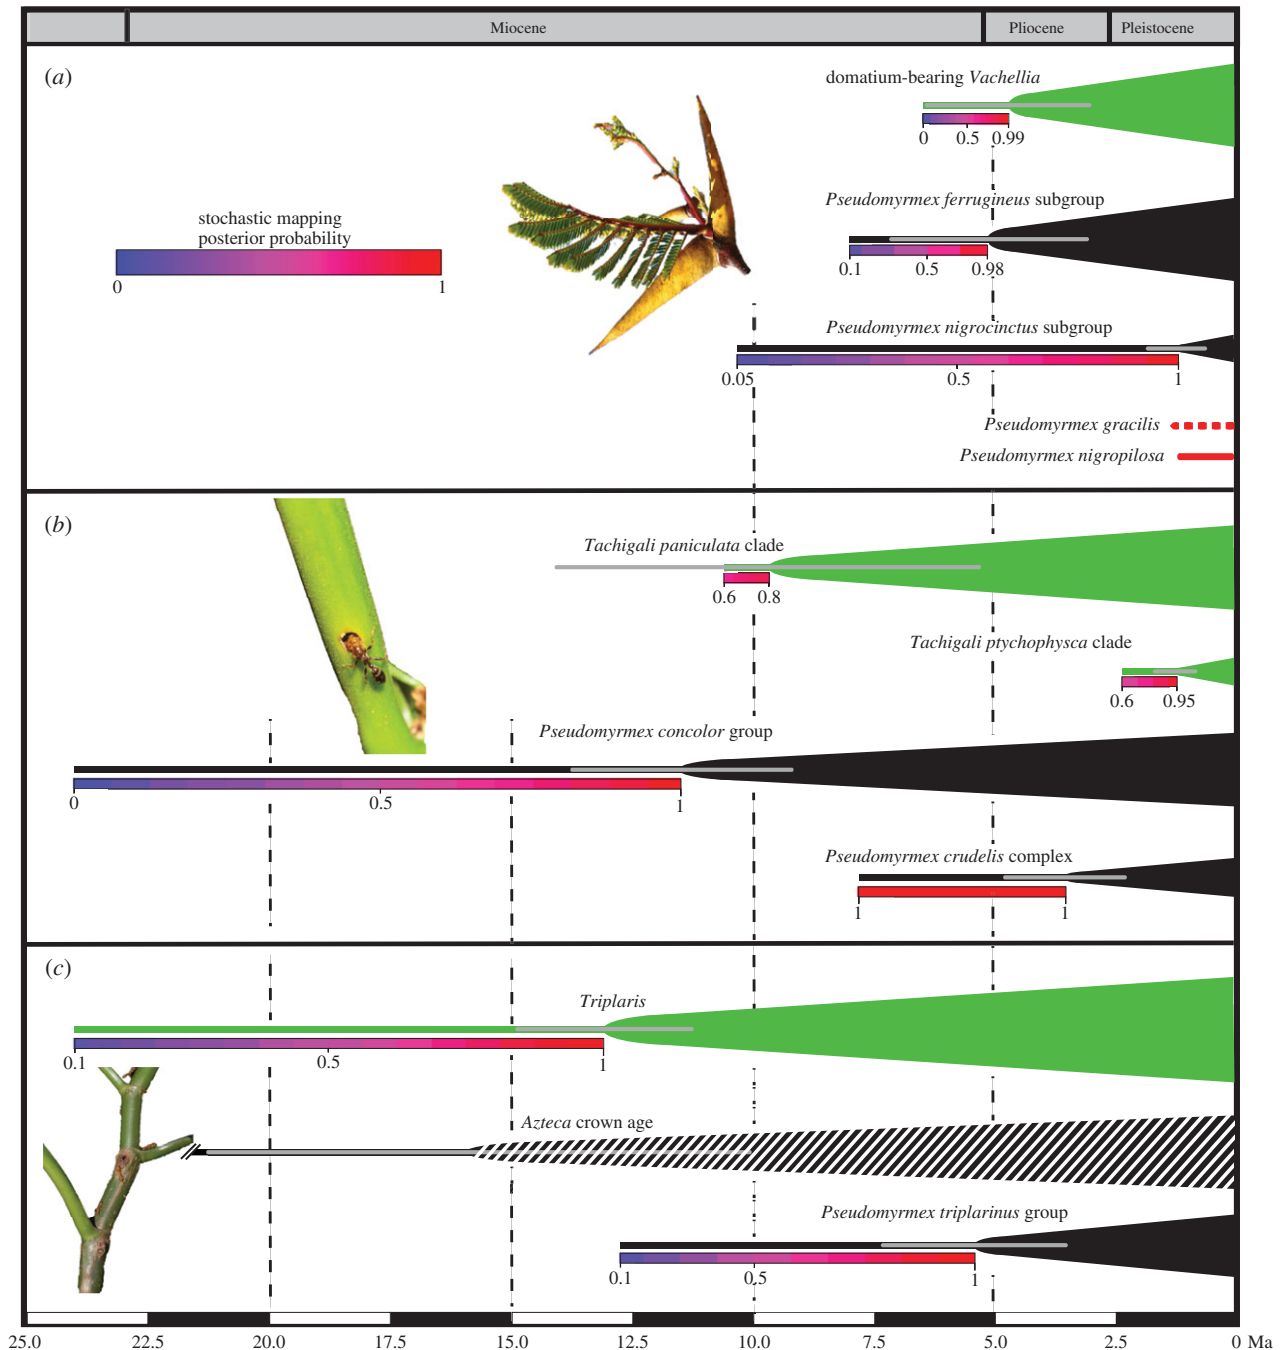 Miocene Pliocene Pleistocene
(a)
domatium-bearing Vachellia
0 0.5 0.99
stochastic mapping
posterior probability
0 1
Pseudomyrmex ferrugineus subgroup
0.1 0.5 0.98
Pseudomyrmex nigrocinctus subgroup
0.05 0.5 1
Pseudomyrmex gracilis
Pseudomyrmex nigropilosa
(b)
Tachigali paniculata clade
0.6 0.8
Tachigali ptychophysca clade
0.6 0.95
Pseudomyrmex concolor group
0 0.5 1
Pseudomyrmex crudelis complex
1 1
(c)
Triplaris
0.1 0.5 1
Azteca crown age
Pseudomyrmex triplarinus group
0.1 0.5 1
25.0 22.5 20.0 17.5 15.0 12.5 10.0 7.5 5.0 2.5 0 Ma